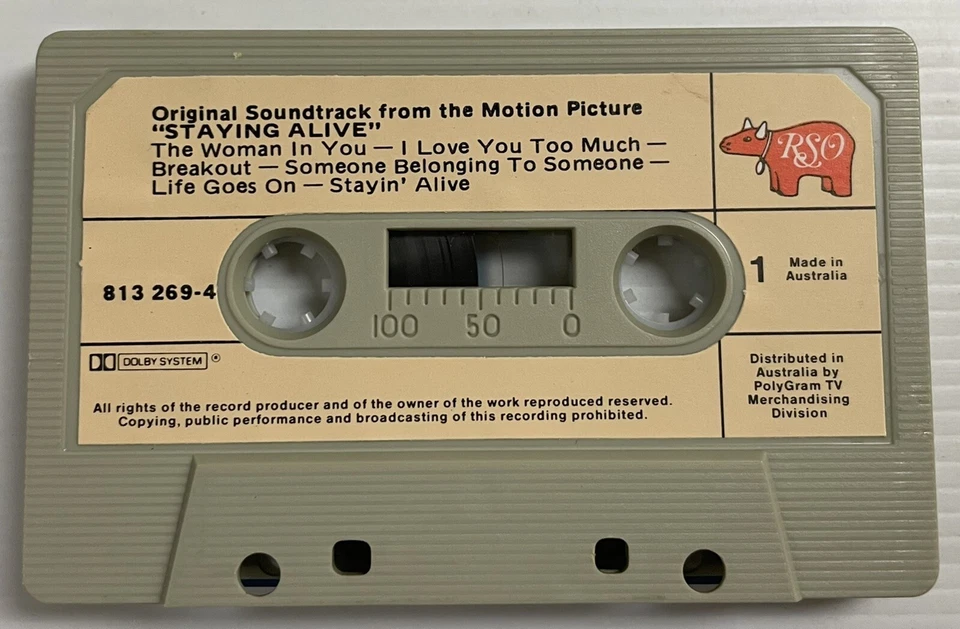 Original Soundtrack from the Motion Picture
"STAYING ALIVE"
The Woman In You — I Love You Too Much —
Breakout — Someone Belonging To Someone —
Life Goes On — Stayin' Alive
RSO
813 269-4
100 50 0
1
Made in
Australia
DOLBY SYSTEM ®
All rights of the record producer and of the owner of the work reproduced reserved.
Copying, public performance and broadcasting of this recording prohibited.
Distributed in
Australia by
PolyGram TV
Merchandising
Division